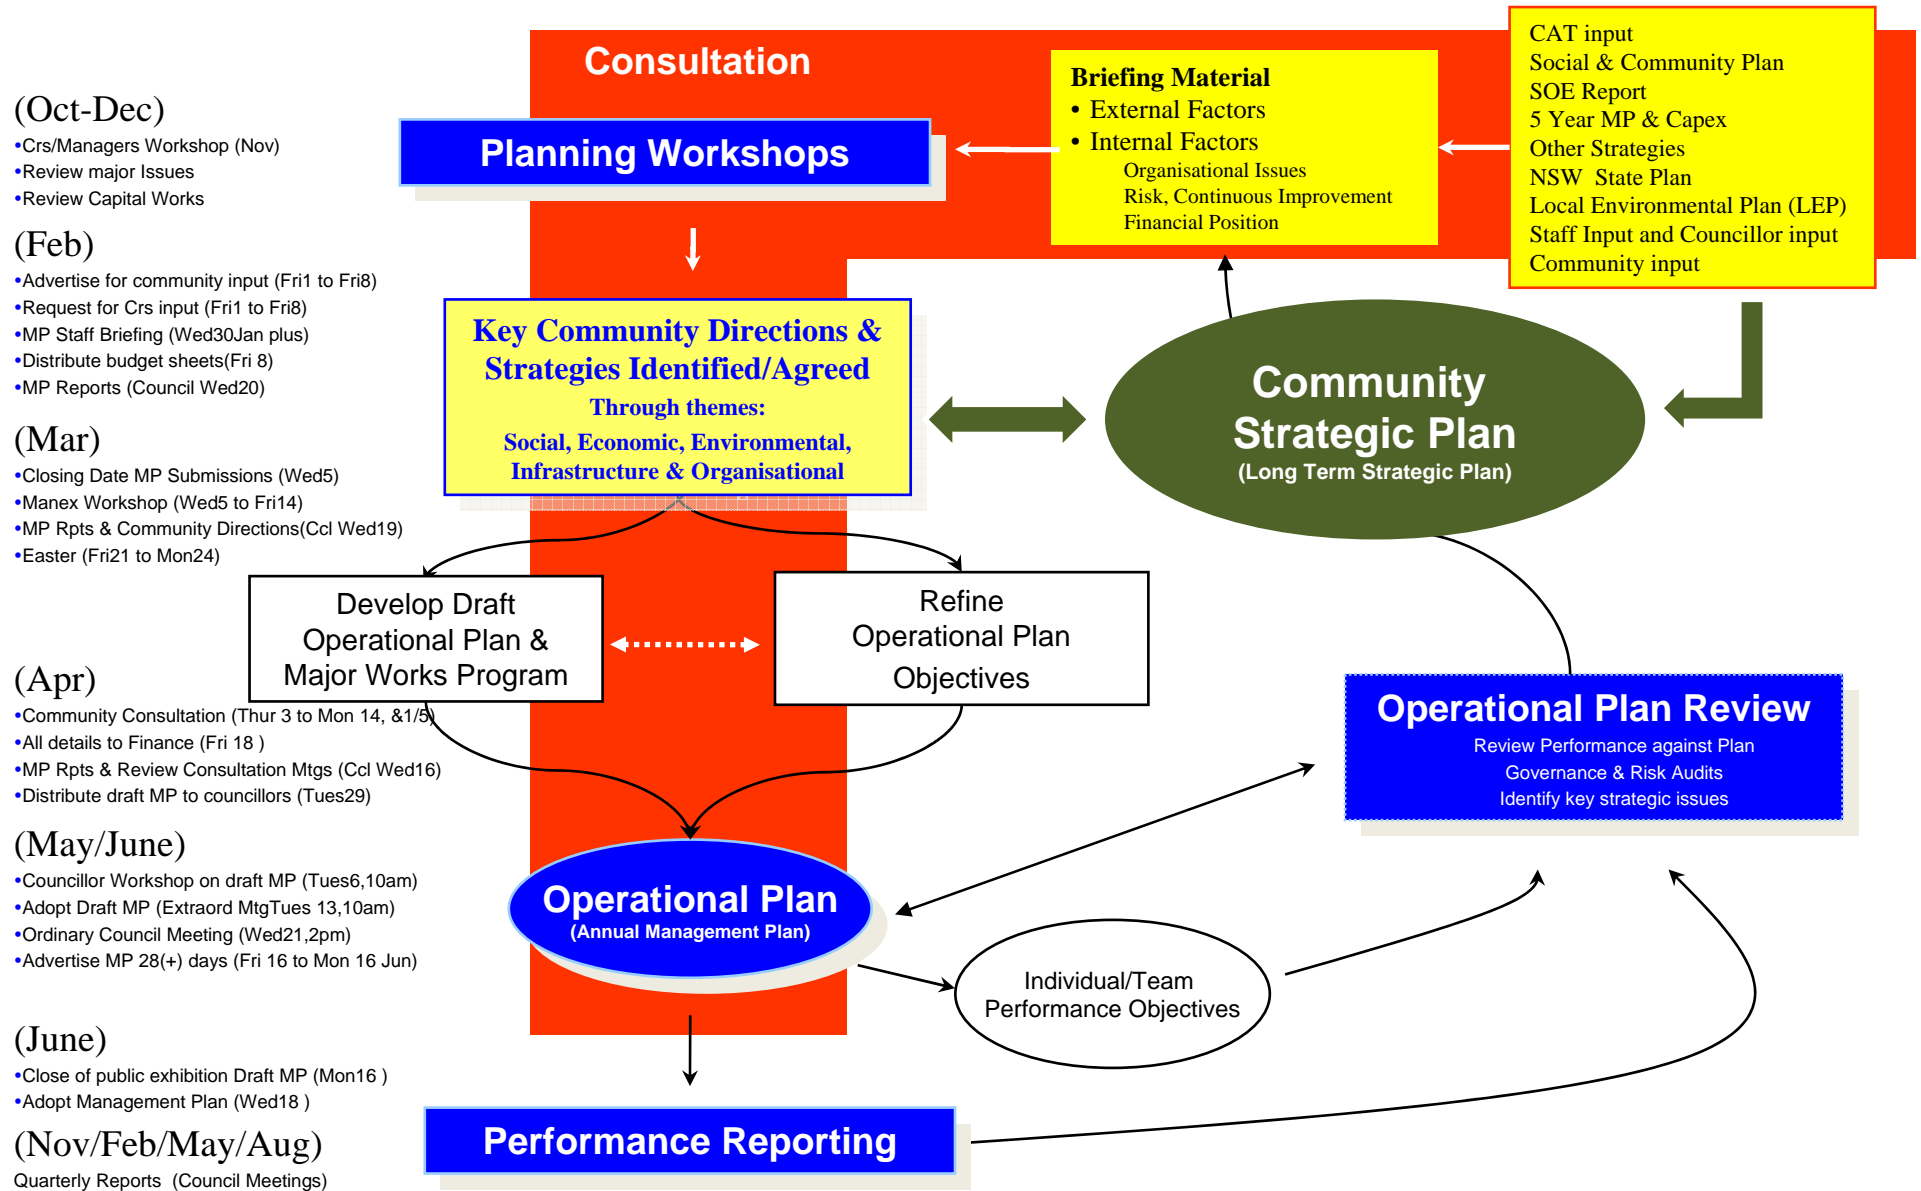 Consultation
(Oct-Dec)
•Crs/Managers Workshop (Nov)
•Review major Issues
•Review Capital Works
(Feb)
•Advertise for community input (Fri1 to Fri8)
•Request for Crs input (Fri1 to Fri8)
•MP Staff Briefing (Wed30Jan plus)
•Distribute budget sheets(Fri 8)
•MP Reports (Council Wed20)
(Mar)
•Closing Date MP Submissions (Wed5)
•Manex Workshop (Wed5 to Fri14)
•MP Rpts & Community Directions(Ccl Wed19)
•Easter (Fri21 to Mon24)
(Apr)
•Community Consultation (Thur 3 to Mon 14, &1/5)
•All details to Finance (Fri 18 )
•MP Rpts & Review Consultation Mtgs (Ccl Wed16)
•Distribute draft MP to councillors (Tues29)
(May/June)
•Councillor Workshop on draft MP (Tues6,10am)
•Adopt Draft MP (Extraord MtgTues 13,10am)
•Ordinary Council Meeting (Wed21,2pm)
•Advertise MP 28(+) days (Fri 16 to Mon 16 Jun)
(June)
•Close of public exhibition Draft MP (Mon16 )
•Adopt Management Plan (Wed18 )
(Nov/Feb/May/Aug)
Quarterly Reports  (Council Meetings)
Planning Workshops
Briefing Material
• External Factors
• Internal Factors
Organisational Issues
Risk, Continuous Improvement
Financial Position
CAT input
Social & Community Plan
SOE Report
5 Year MP & Capex
Other Strategies
NSW  State Plan
Local Environmental Plan (LEP)
Staff Input and Councillor input
Community input
Key Community Directions &
Strategies Identified/Agreed
Through themes:
Social, Economic, Environmental,
Infrastructure & Organisational
Community
Strategic Plan
(Long Term Strategic Plan)
Develop Draft
Operational Plan &
Major Works Program
Refine
Operational Plan
Objectives
Operational Plan Review
Review Performance against Plan
Governance & Risk Audits
Identify key strategic issues
Operational Plan
(Annual Management Plan)
Individual/Team
Performance Objectives
Performance Reporting